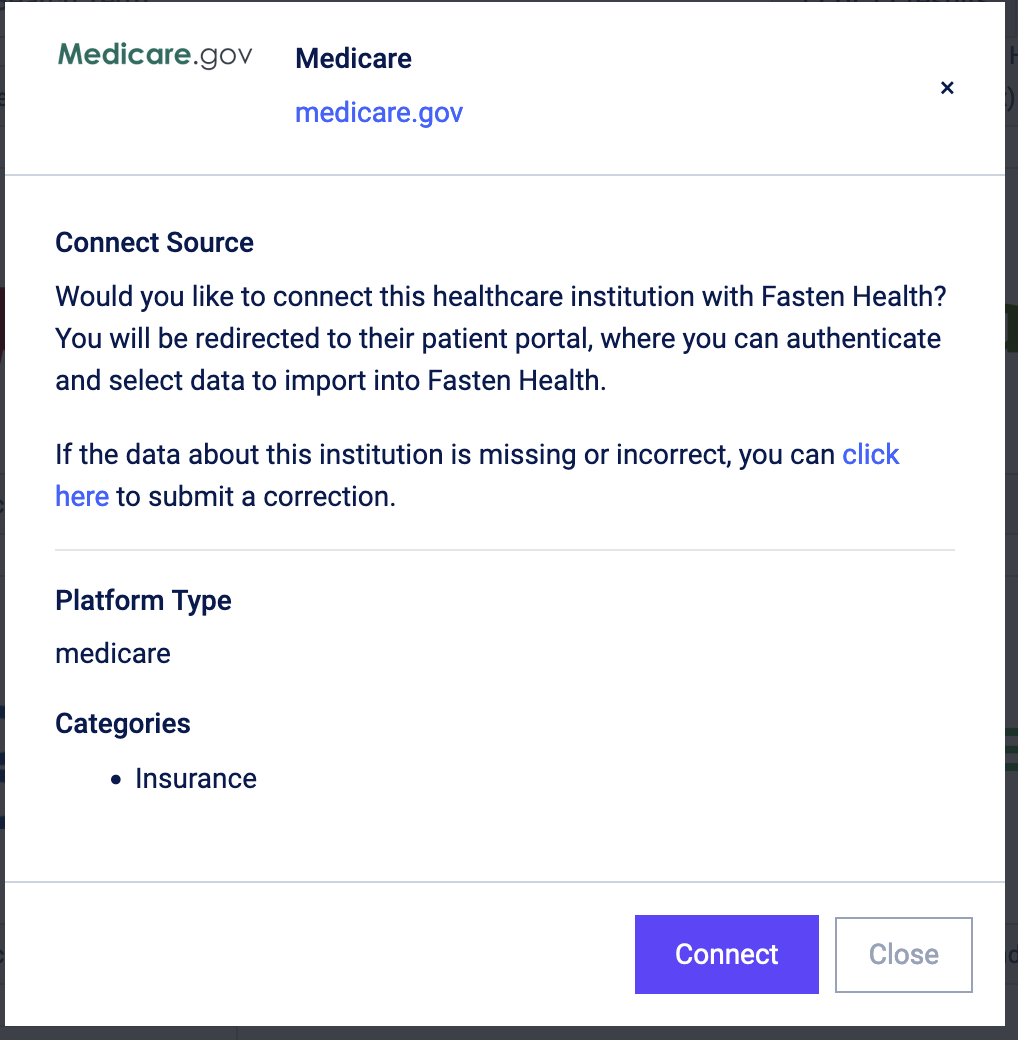 Medicare.gov
Medicare
×
medicare.gov
Connect Source
Would you like to connect this healthcare institution with Fasten Health?
You will be redirected to their patient portal, where you can authenticate
and select data to import into Fasten Health.
If the data about this institution is missing or incorrect, you can click
here to submit a correction.
Platform Type
medicare
Categories
• Insurance
Connect
Close